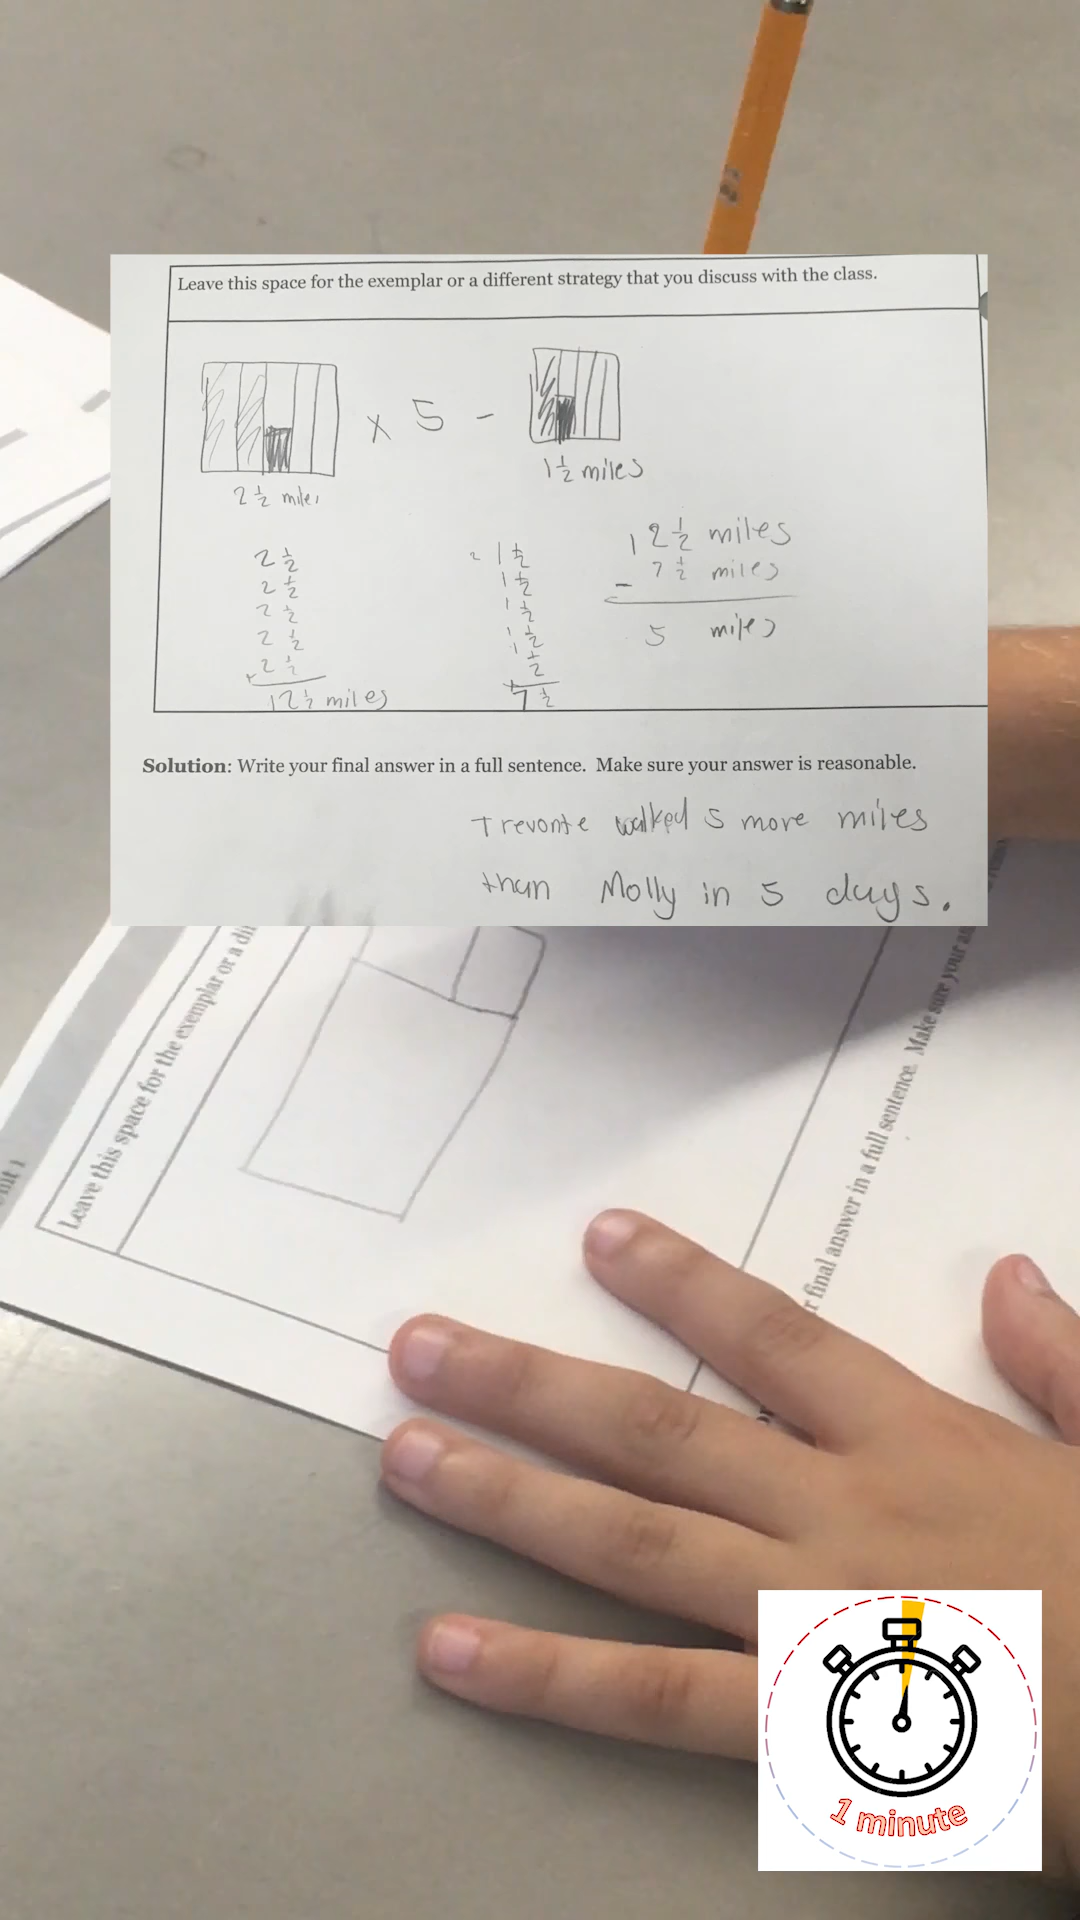 Leave this space for the exemplar or a different strategy that you discuss with the class.
x 5 -
2 1/2 miles
1 1/2 miles
2 1/2
2 1/2
2 1/2
2 1/2
+2 1/2
12 1/2 miles
2 1 1/2
1 1/2
1 1/2
1 1/2
1 1/2
+
7 1/2
12 1/2 miles
- 7 1/2 miles
5 miles
Solution: Write your final answer in a full sentence. Make sure your answer is reasonable.
Trevonte walked 5 more miles
than Molly in 5 days.
Leave this space for the exemplar or a
final answer in a full sentence. Make sure your
1 minute